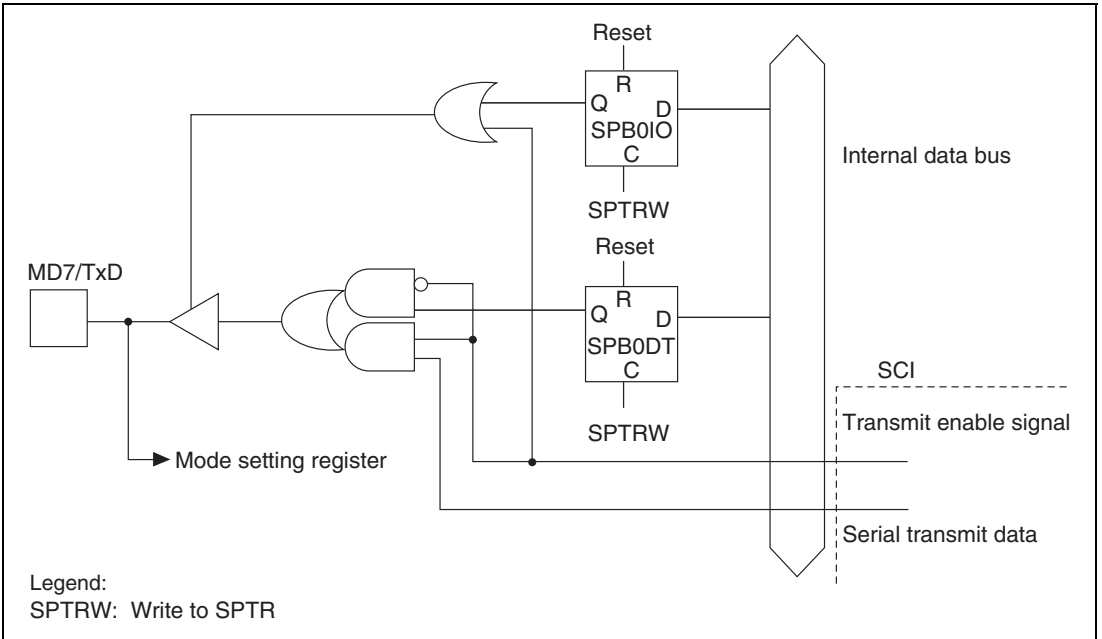 Reset
R
Q D
SPB0IO
C
SPTRW
Internal data bus
Reset
R
Q D
SPB0DT
C
SPTRW
MD7/TxD
SCI
Transmit enable signal
Mode setting register
Serial transmit data
Legend:
SPTRW: Write to SPTR